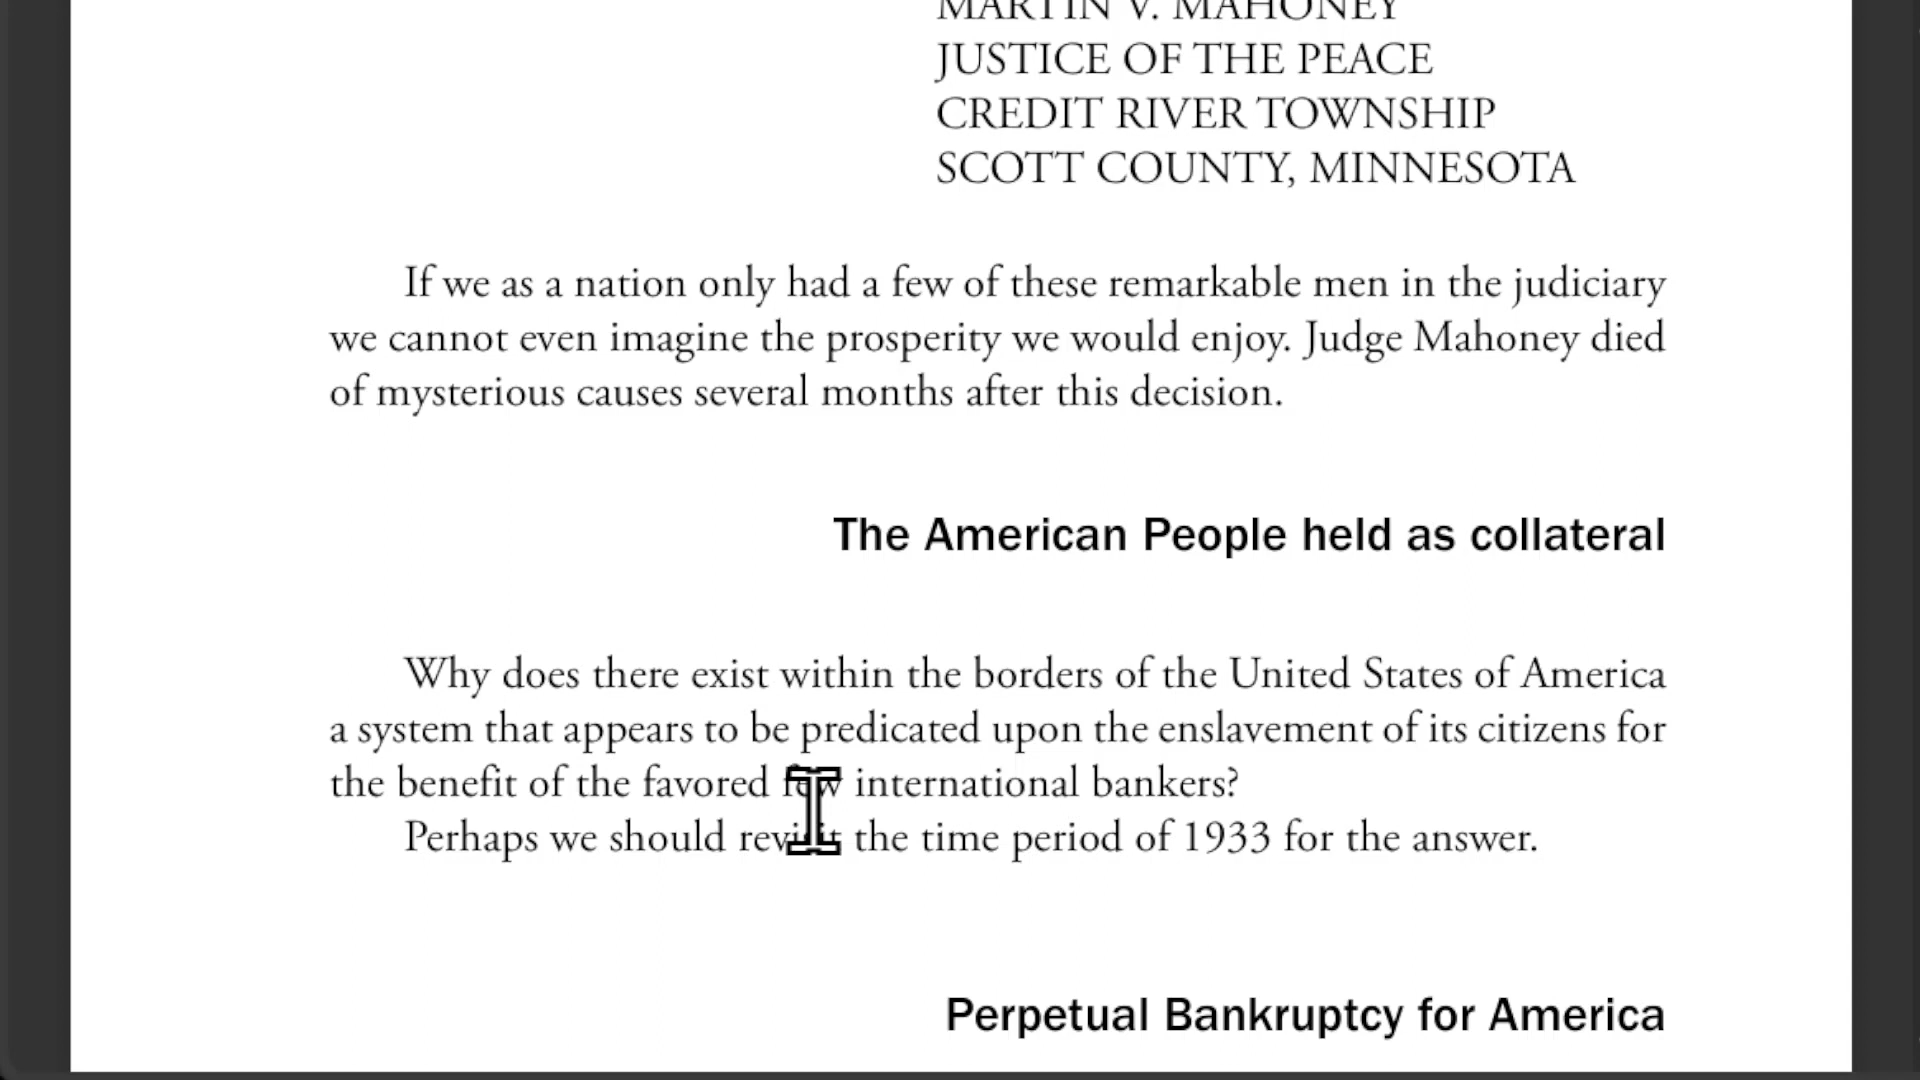 MARTIN V. MAHONEY
JUSTICE OF THE PEACE
CREDIT RIVER TOWNSHIP
SCOTT COUNTY, MINNESOTA
If we as a nation only had a few of these remarkable men in the judiciary
we cannot even imagine the prosperity we would enjoy. Judge Mahoney died
of mysterious causes several months after this decision.
The American People held as collateral
Why does there exist within the borders of the United States of America
a system that appears to be predicated upon the enslavement of its citizens for
the benefit of the favored few international bankers?
Perhaps we should revisit the time period of 1933 for the answer.
Perpetual Bankruptcy for America